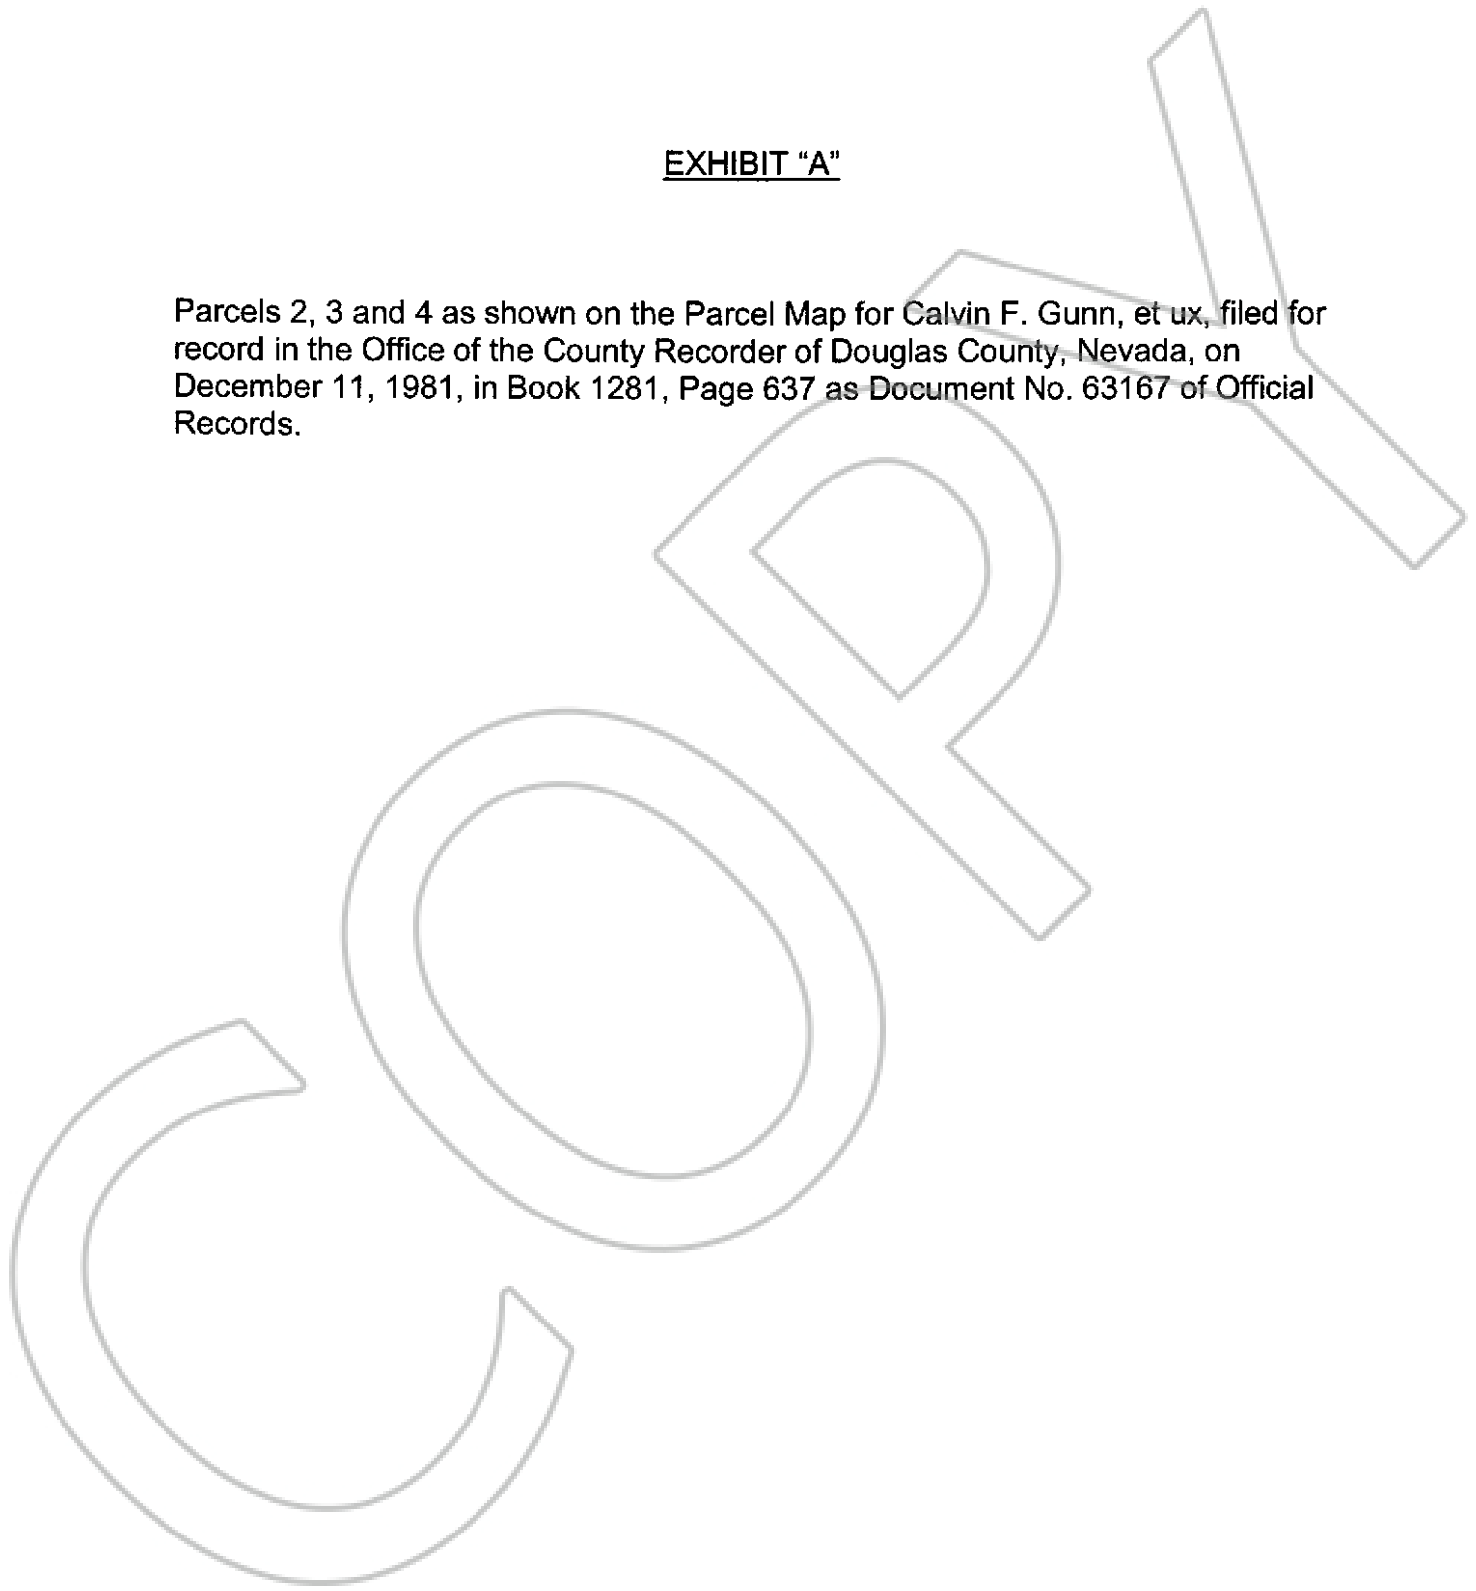 EXHIBIT “A”
Parcels 2, 3 and 4 as shown on the Parcel Map for Calvin F. Gunn, et ux, filed for
record in the Office of the County Recorder of Douglas County, Nevada, on
December 11, 1981, in Book 1281, Page 637 as Document No. 63167 of Official
Records.
COPY